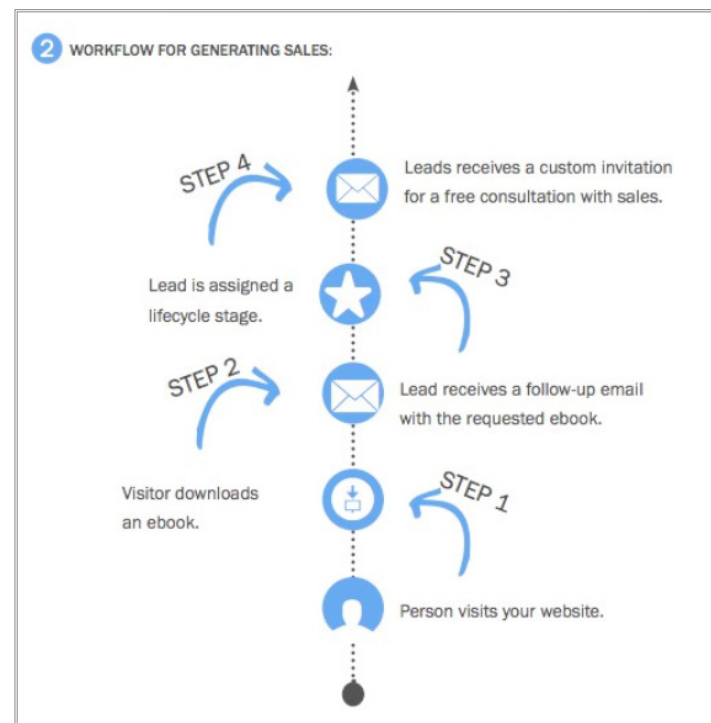 2 WORKFLOW FOR GENERATING SALES:
STEP 4
Leads receives a custom invitation
for a free consultation with sales.
STEP 3
Lead is assigned a
lifecycle stage.
STEP 2
Lead receives a follow-up email
with the requested ebook.
STEP 1
Visitor downloads
an ebook.
Person visits your website.